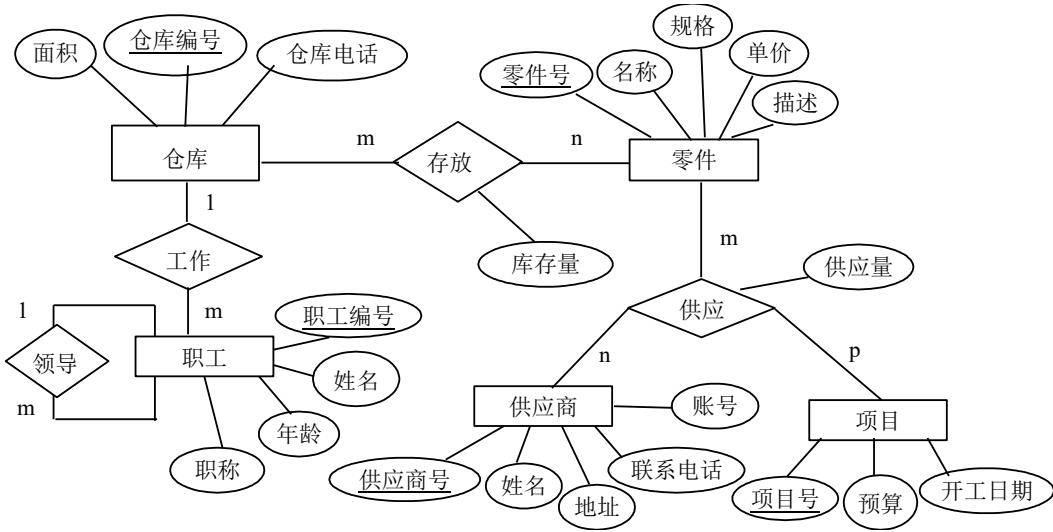 面积
仓库编号
仓库电话
零件号
名称
规格
单价
描述
仓库
m
存放
n
零件
库存量
l
工作
m
m
供应量
供应
n
p
l
领导
m
职工
职工编号
姓名
年龄
职称
供应商
账号
供应商号
姓名
地址
联系电话
项目
项目号
预算
开工日期